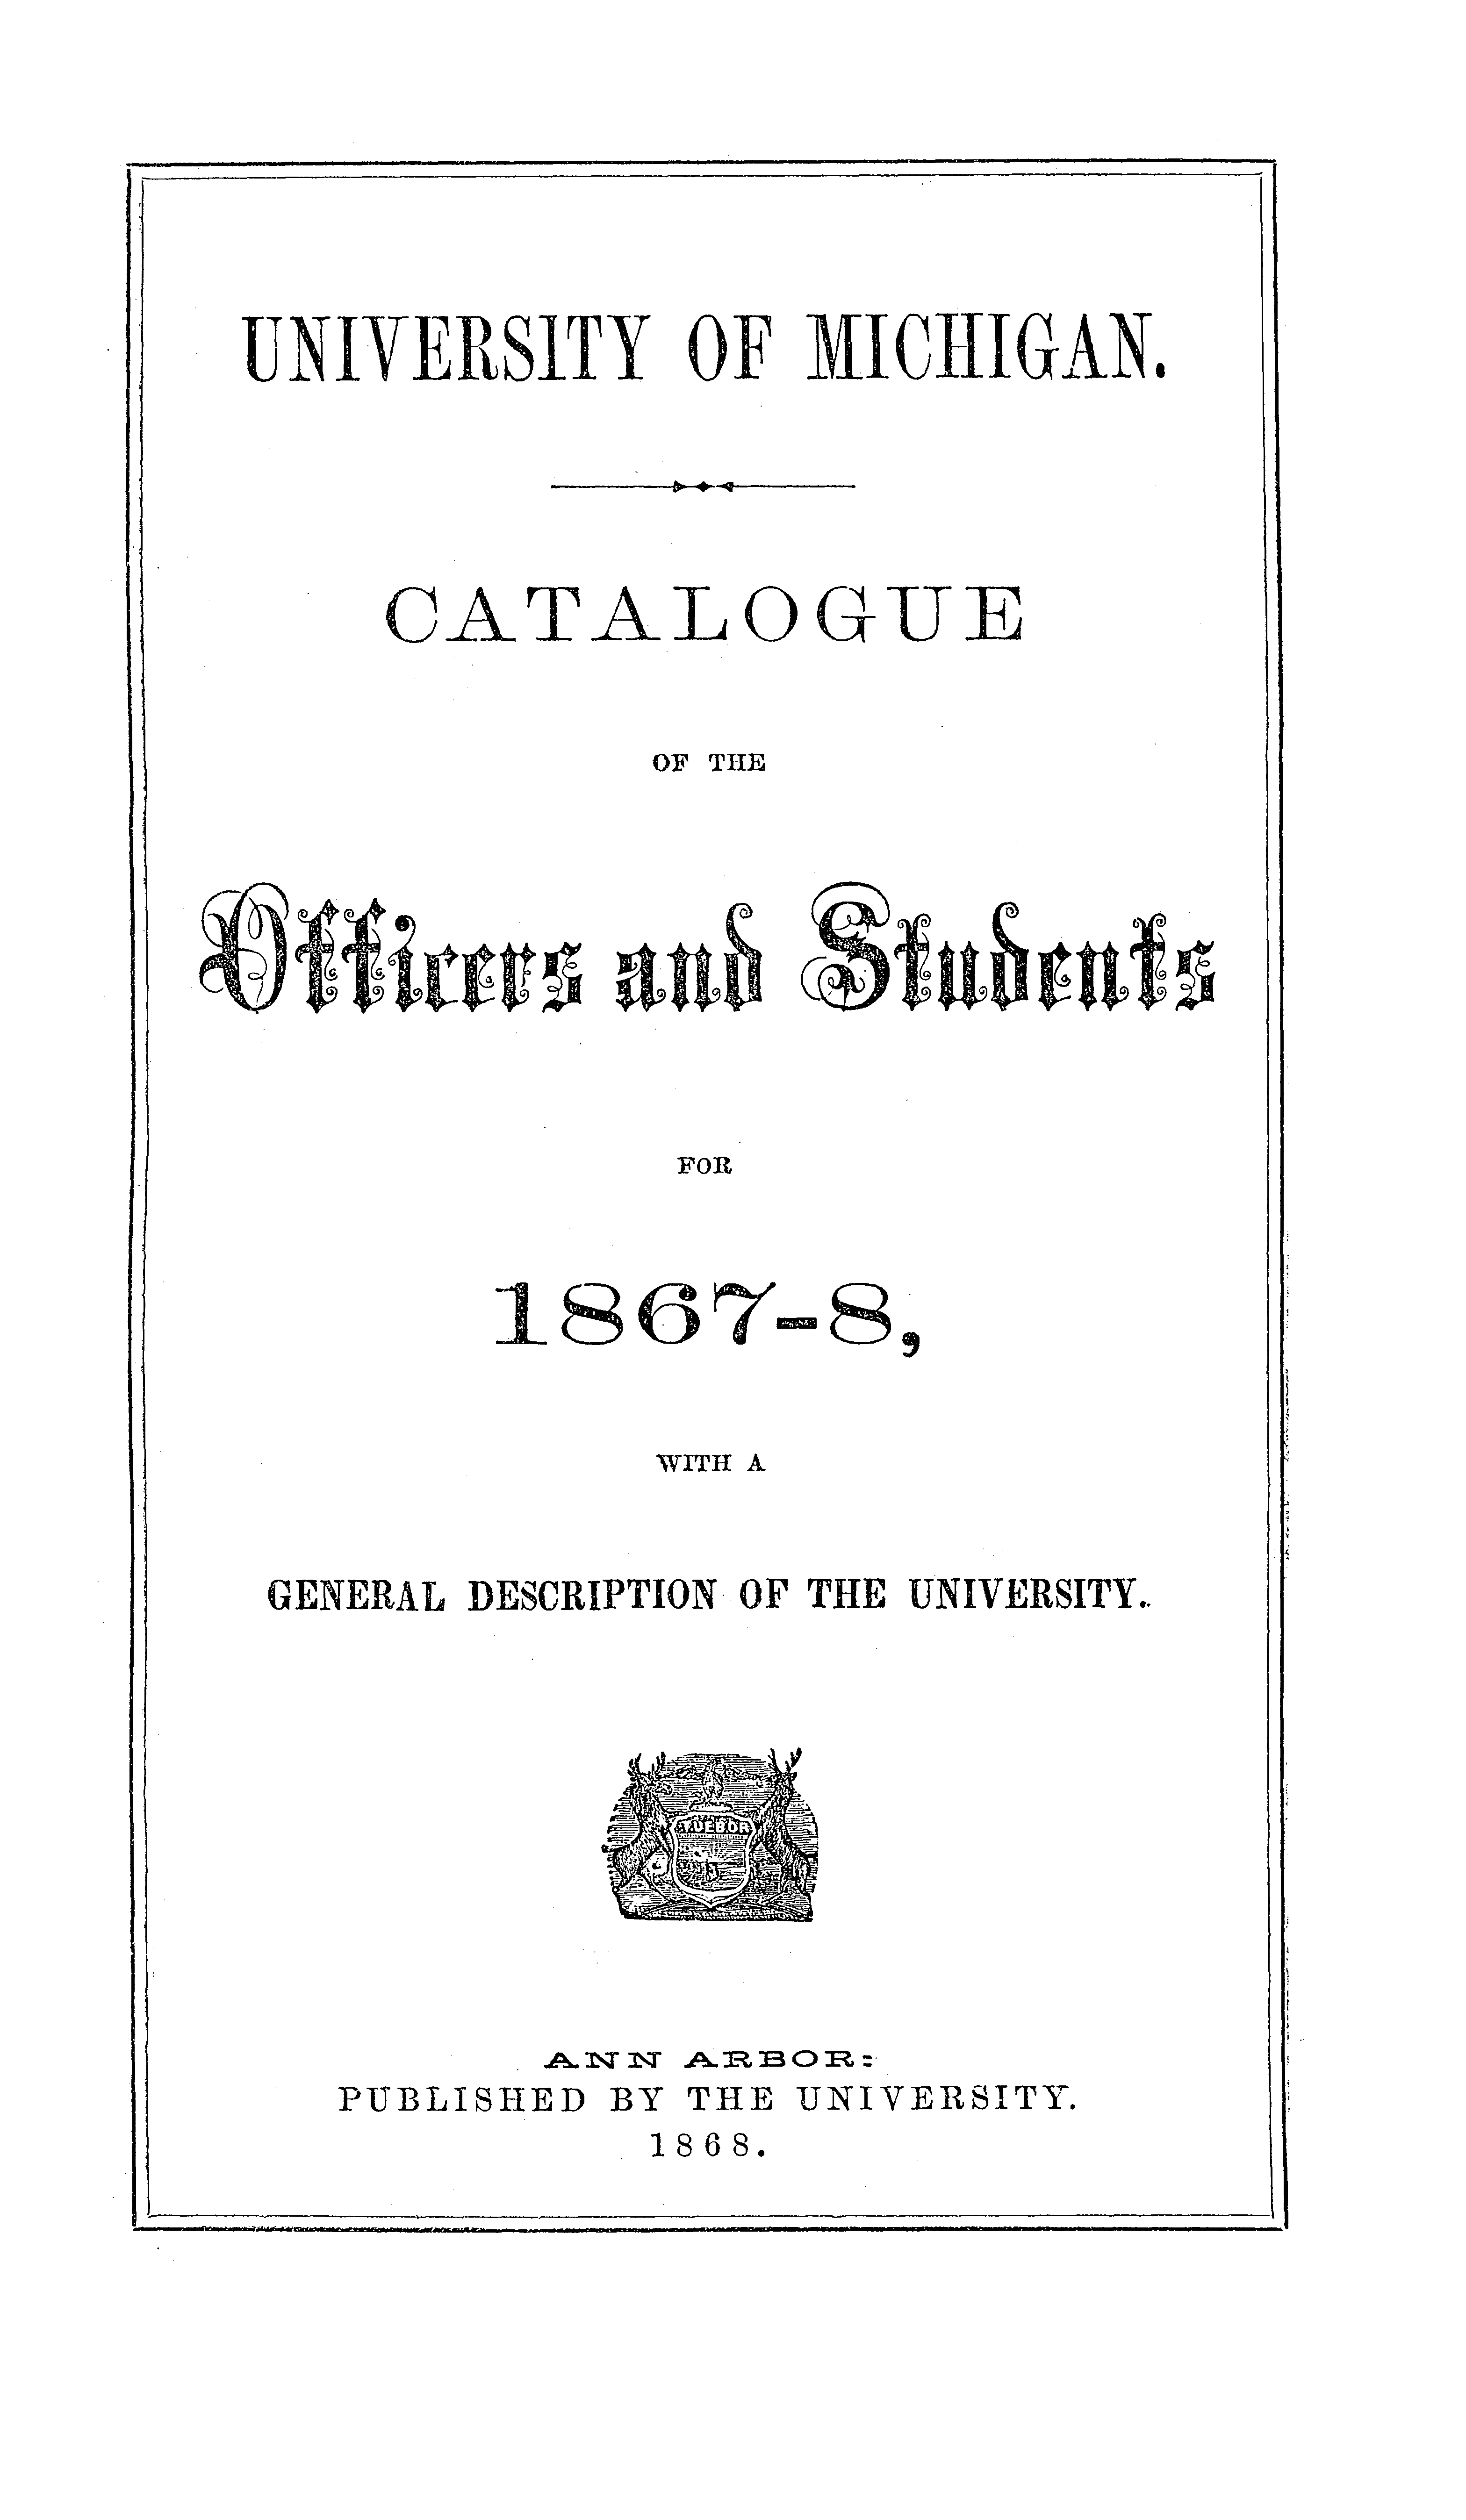 UNIVERSITY OF MICHIGAN.
CATALOGUE
OF THE
Officers and Students
FOR
1867-8,
WITH A
GENERAL DESCRIPTION OF THE UNIVERSITY.
TUEBOR
ANN ARBOR:
PUBLISHED BY THE UNIVERSITY.
1868.